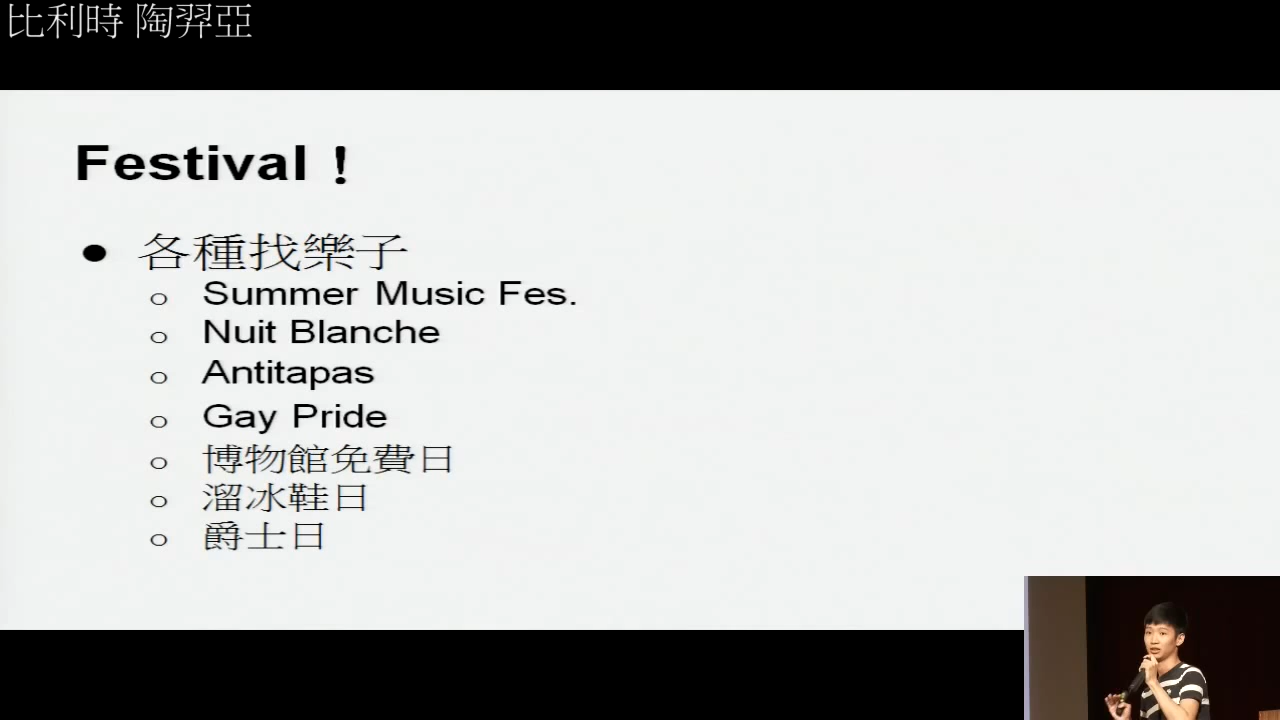 比利時 陶羿亞
Festival！
● 各種找樂子
○ Summer Music Fes.
○ Nuit Blanche
○ Antitapas
○ Gay Pride
○ 博物館免費日
○ 溜冰鞋日
○ 爵士日